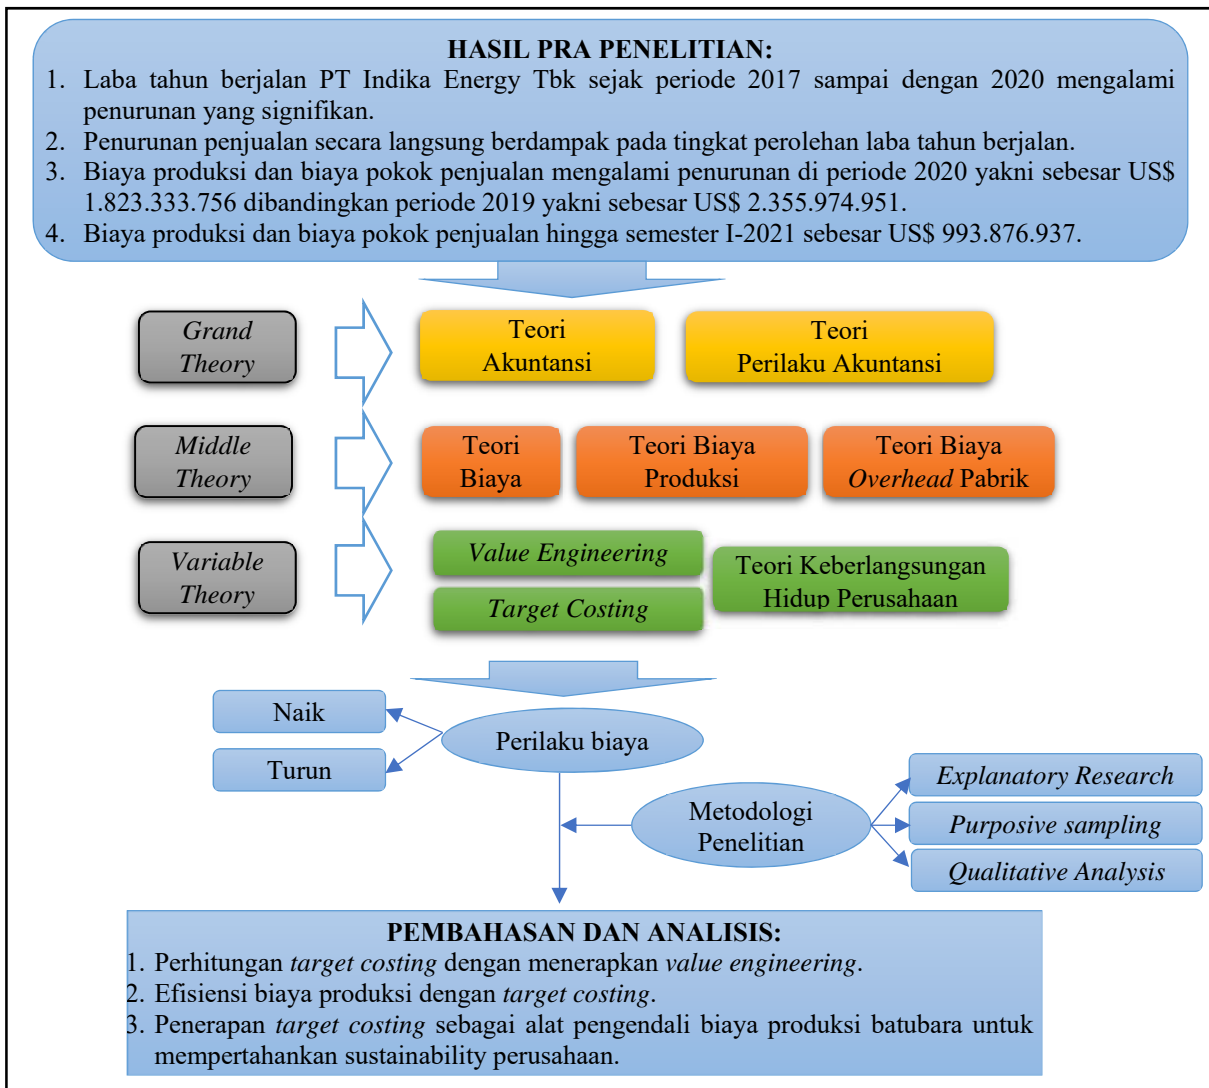 HASIL PRA PENELITIAN:
1. Laba tahun berjalan PT Indika Energy Tbk sejak periode 2017 sampai dengan 2020 mengalami
penurunan yang signifikan.
2. Penurunan penjualan secara langsung berdampak pada tingkat perolehan laba tahun berjalan.
3. Biaya produksi dan biaya pokok penjualan mengalami penurunan di periode 2020 yakni sebesar US$
1.823.333.756 dibandingkan periode 2019 yakni sebesar US$ 2.355.974.951.
4. Biaya produksi dan biaya pokok penjualan hingga semester I-2021 sebesar US$ 993.876.937.
Grand
Theory
Teori
Akuntansi
Teori
Perilaku Akuntansi
Middle
Theory
Teori
Biaya
Teori Biaya
Produksi
Teori Biaya
Overhead Pabrik
Variable
Theory
Value Engineering
Target Costing
Teori Keberlangsungan
Hidup Perusahaan
Naik
Turun
Perilaku biaya
Metodologi
Penelitian
Explanatory Research
Purposive sampling
Qualitative Analysis
PEMBAHASAN DAN ANALISIS:
1. Perhitungan target costing dengan menerapkan value engineering.
2. Efisiensi biaya produksi dengan target costing.
3. Penerapan target costing sebagai alat pengendali biaya produksi batubara untuk
mempertahankan sustainability perusahaan.